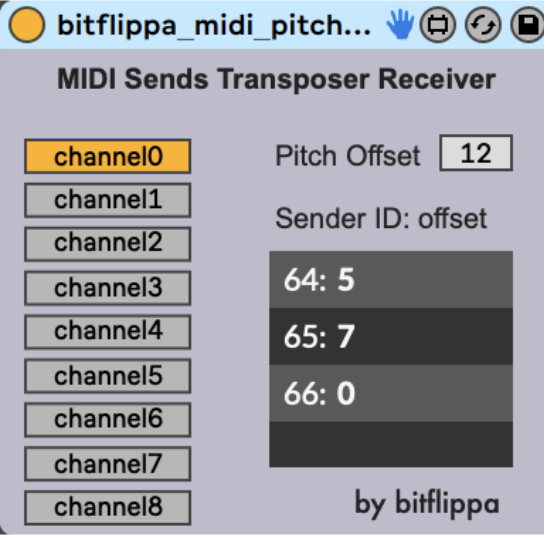 bitflippa_midi_pitch...
MIDI Sends Transposer Receiver
channel0
channel1
channel2
channel3
channel4
channel5
channel6
channel7
channel8
Pitch Offset 12
Sender ID: offset
64: 5
65: 7
66: 0
by bitflippa